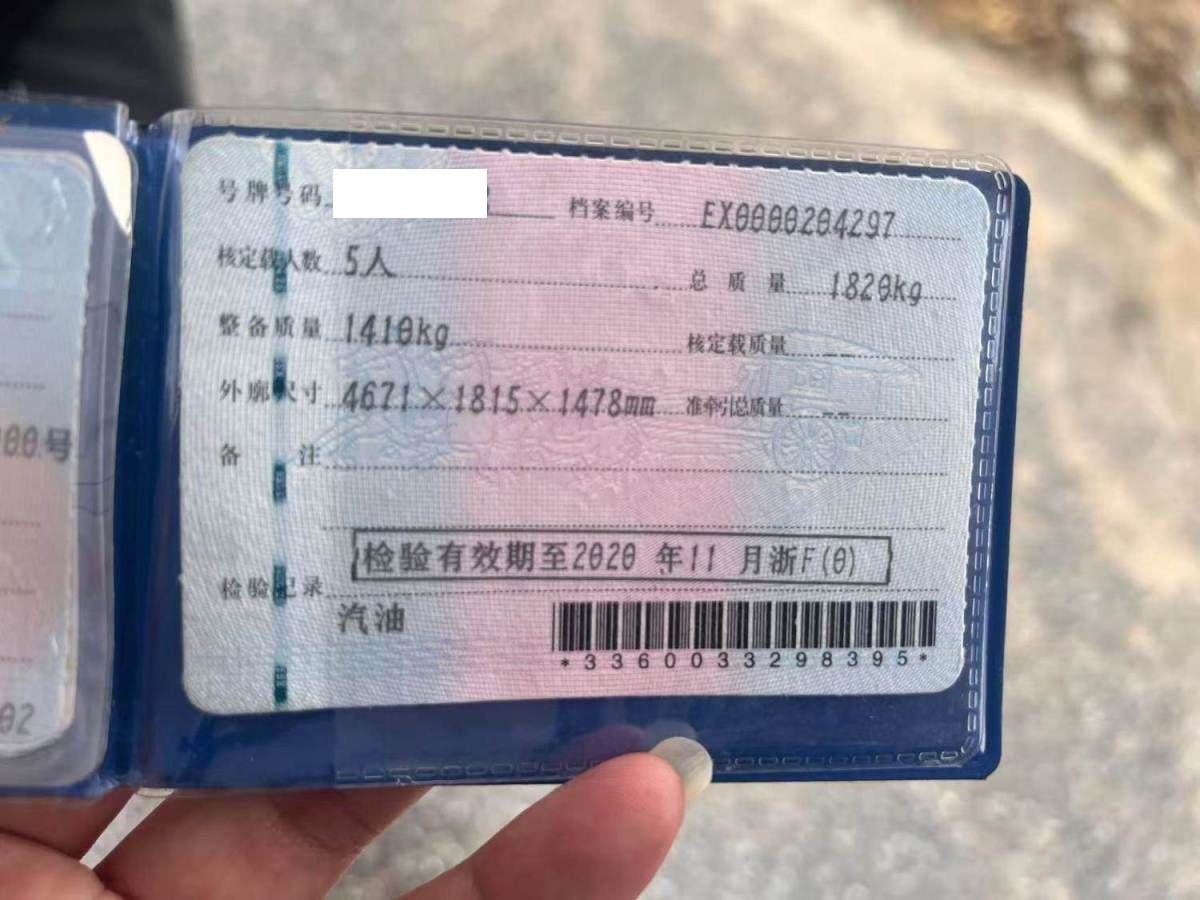 号牌号码 档案编号 EX0000204297
核定载人数 5人 总质量 1820kg
整备质量 1410kg 核定载质量 --
外廓尺寸 4671×1815×1478mm 准牵引总质量 --
备注
检验有效期至2020 年11 月浙F(0)
检验记录
汽油
*3360033298395*
00号
02